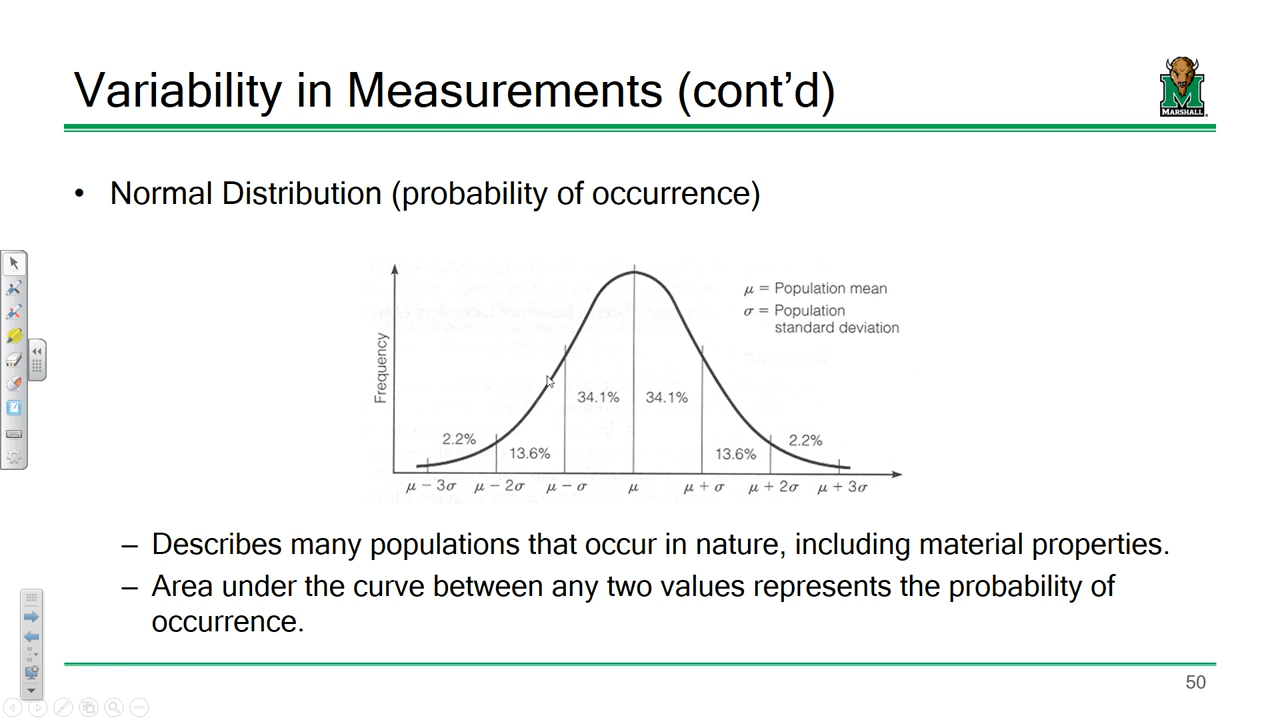 Variability in Measurements (cont’d)
MARSHALL
• Normal Distribution (probability of occurrence)
μ = Population mean
σ = Population
standard deviation
Frequency
34.1% 34.1%
2.2% 2.2%
13.6% 13.6%
μ − 3σ μ − 2σ μ − σ μ μ + σ μ + 2σ μ + 3σ
– Describes many populations that occur in nature, including material properties.
– Area under the curve between any two values represents the probability of
occurrence.
50